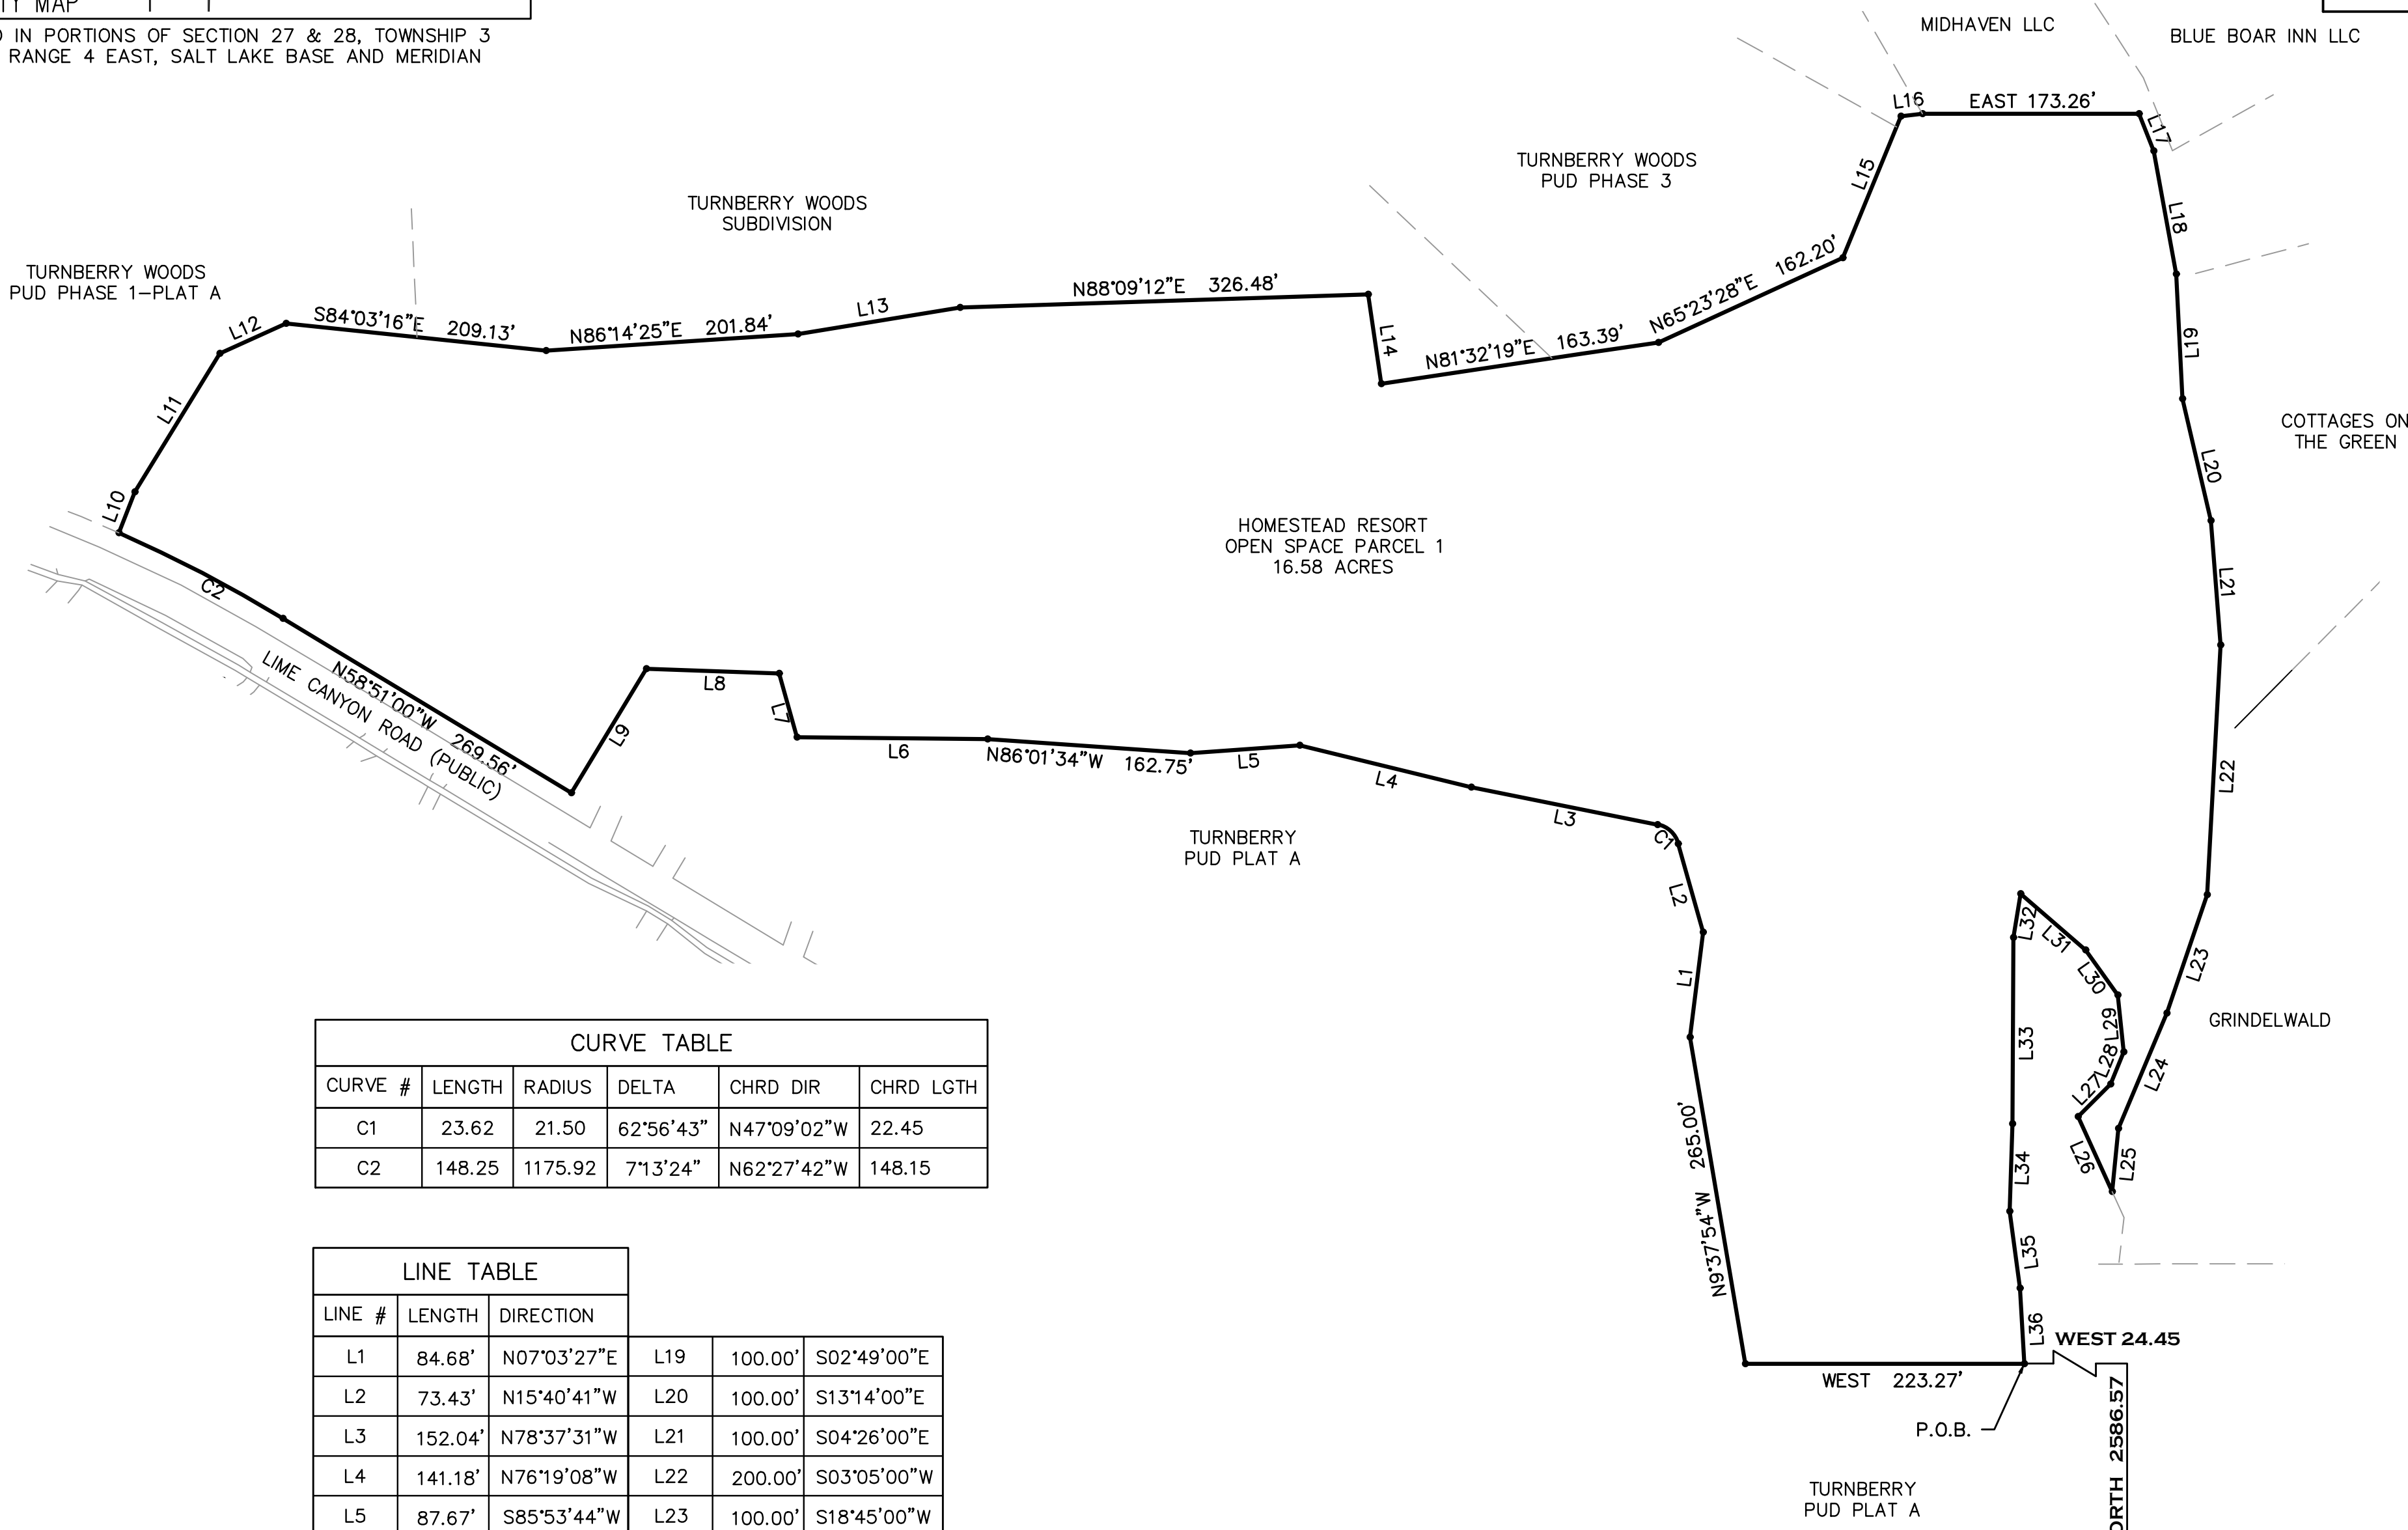 TY MAP
IN PORTIONS OF SECTION 27 & 28, TOWNSHIP 3
RANGE 4 EAST, SALT LAKE BASE AND MERIDIAN
MIDHAVEN LLC
BLUE BOAR INN LLC
L16
EAST 173.26'
L17
TURNBERRY WOODS
PUD PHASE 3
L15
L18
TURNBERRY WOODS
SUBDIVISION
TURNBERRY WOODS
PUD PHASE 1-PLAT A
L12
S84°03'16"E 209.13'
N86°14'25"E 201.84'
L13
N88°09'12"E 326.48'
L14
N81°32'19"E 163.39'
N65°23'28"E 162.20'
L19
L11
COTTAGES ON
THE GREEN
L20
L10
HOMESTEAD RESORT
OPEN SPACE PARCEL 1
16.58 ACRES
L21
C2
N58°51'00"W 269.56'
LIME CANYON ROAD (PUBLIC)
L9
L8
L7
L6
N86°01'34"W 162.75'
L5
L4
L3
C1
L22
TURNBERRY
PUD PLAT A
L2
L1
L32
L31
L30
L23
L29
L33
L28
L27
L24
GRINDELWALD
L26
L25
L34
L35
L36
N9°37'54"W 265.00'
WEST 24.45
WEST 223.27'
P.O.B.
ORTH 2586.57
TURNBERRY
PUD PLAT A
CURVE TABLE
CURVE # LENGTH RADIUS DELTA CHRD DIR CHRD LGTH
C1 23.62 21.50 62°56'43" N47°09'02"W 22.45
C2 148.25 1175.92 7°13'24" N62°27'42"W 148.15
LINE TABLE
LINE # LENGTH DIRECTION
L1 84.68' N07°03'27"E L19 100.00' S02°49'00"E
L2 73.43' N15°40'41"W L20 100.00' S13°14'00"E
L3 152.04' N78°37'31"W L21 100.00' S04°26'00"E
L4 141.18' N76°19'08"W L22 200.00' S03°05'00"W
L5 87.67' S85°53'44"W L23 100.00' S18°45'00"W